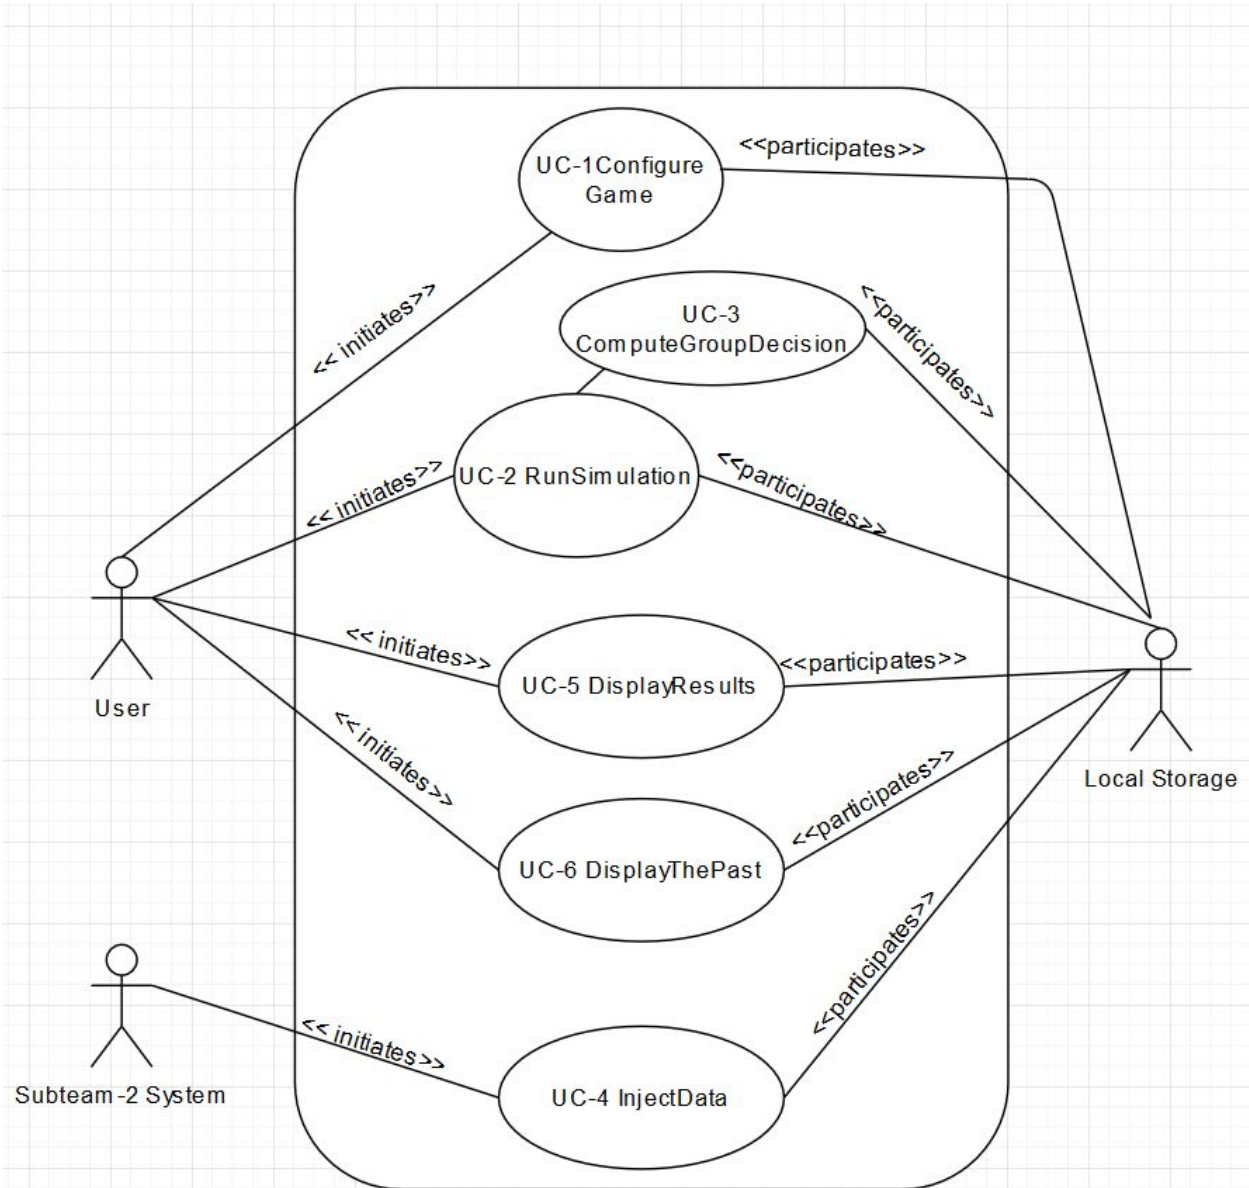 UC-1Configure
Game
<<participates>>
<< initiates>>
UC-3
ComputeGroupDecision
<<participates>>
UC-2 RunSimulation
<< initiates>>
<<participates>>
<< initiates>>
UC-5 DisplayResults
<<participates>>
User
Local Storage
<< initiates>>
UC-6 DisplayThePast
<<participates>>
<<participates>>
Subteam-2 System
<< initiates>>
UC-4 InjectData